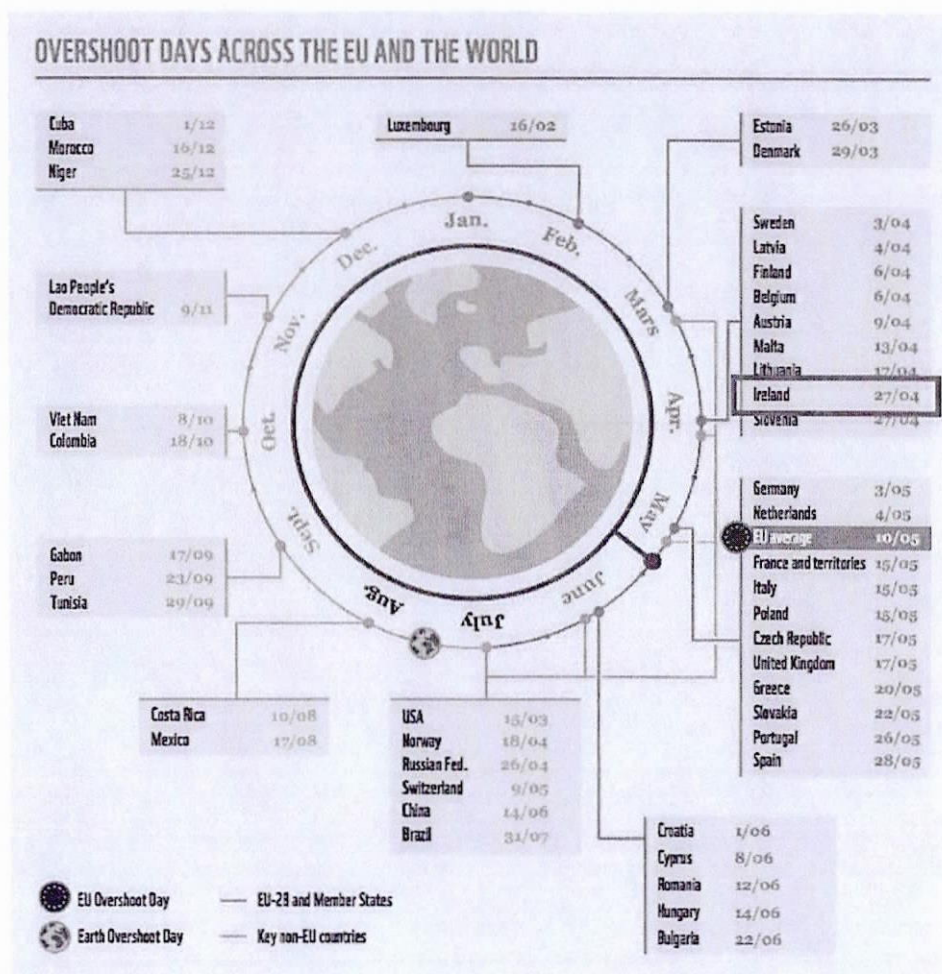 OVERSHOOT DAYS ACROSS THE EU AND THE WORLD
Cuba 1/12
Morocco 16/12
Niger 25/12
Luxembourg 16/02
Estonia 26/03
Denmark 29/03
Lao People's
Democratic Republic 9/11
Viet Nam 8/10
Colombia 18/10
Gabon 17/09
Peru 23/09
Tunisia 29/09
Costa Rica 10/08
Mexico 17/08
Jan.
Feb.
Mars
Apr.
May
June
July
Aug.
Sept.
Oct.
Nov.
Dec.
Sweden 3/04
Latvia 4/04
Finland 6/04
Belgium 6/04
Austria 9/04
Malta 13/04
Lithuania 17/04
Ireland 27/04
Slovenia 27/04
Germany 3/05
Netherlands 4/05
EU average 10/05
France and territories 15/05
Italy 15/05
Poland 15/05
Czech Republic 17/05
United Kingdom 17/05
Greece 20/05
Slovakia 22/05
Portugal 26/05
Spain 28/05
USA 15/03
Norway 18/04
Russian Fed. 26/04
Switzerland 9/05
China 14/06
Brazil 31/07
Croatia 1/06
Cyprus 8/06
Romania 12/06
Hungary 14/06
Bulgaria 22/06
EU Overshoot Day
Earth Overshoot Day
EU-28 and Member States
Key non-EU countries